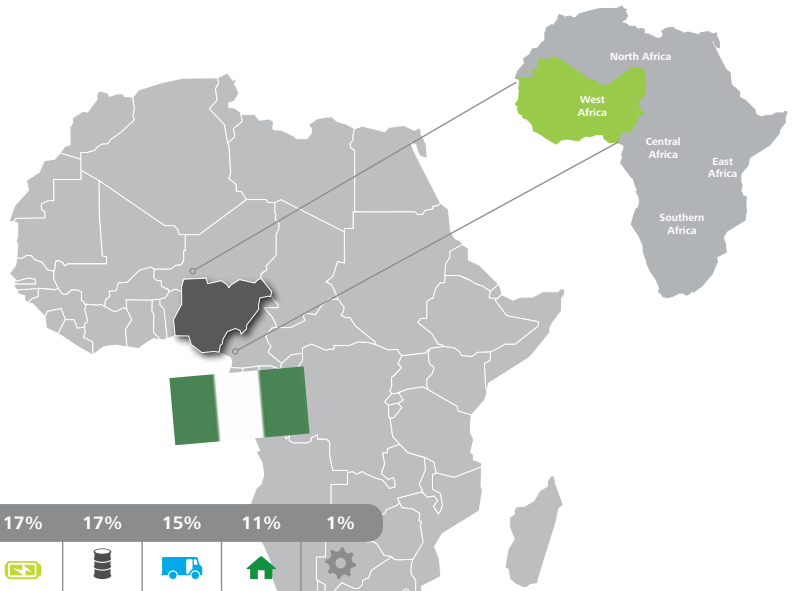 North Africa
West
Africa
Central
Africa
East
Africa
Southern
Africa
17% 17% 15% 11% 1%